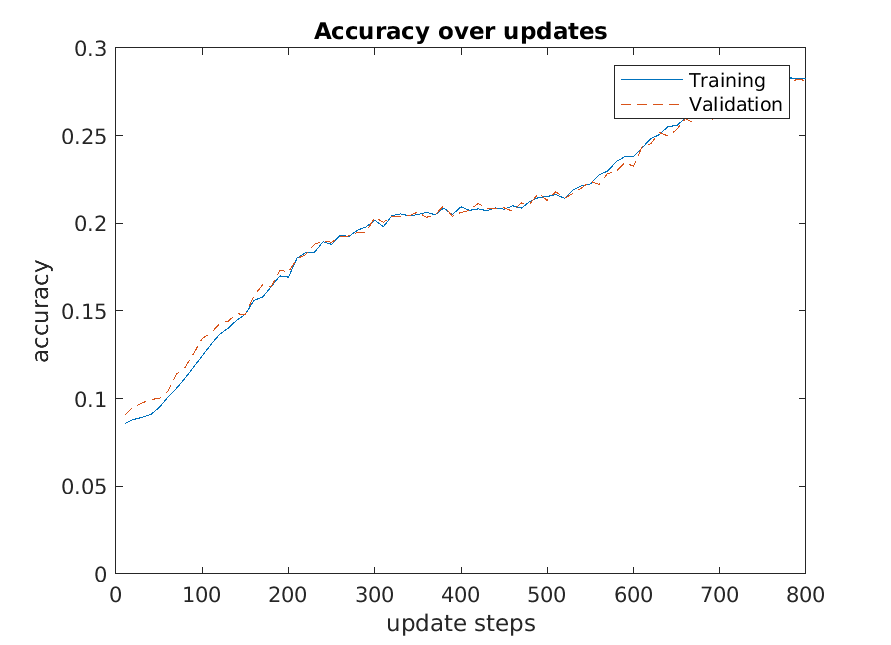 Accuracy over updates
0.3
0.25
0.2
0.15
0.1
0.05
0
accuracy
Training
Validation
0 100 200 300 400 500 600 700 800
update steps